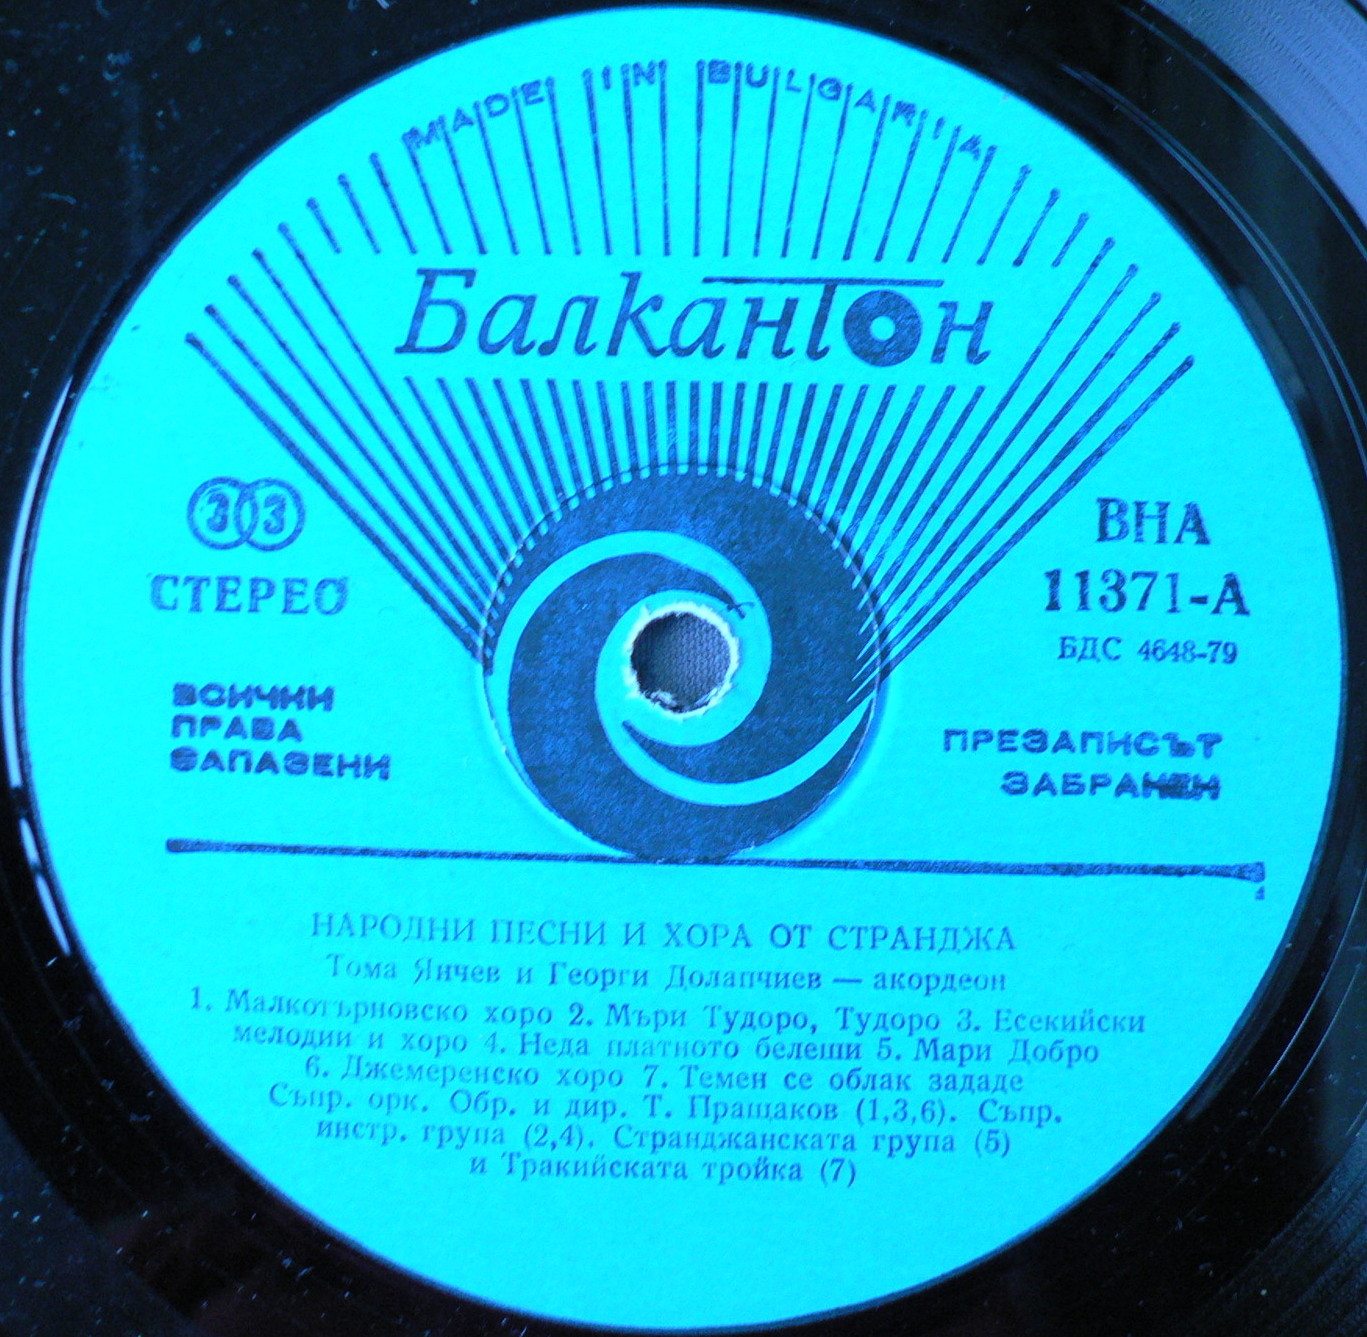 MADE IN BULGARIA
Балкантон
33
СТЕРЕО
ВСИЧКИ
ПРАВА
ЗАПАЗЕНИ
ВНА
11371-А
БДС 4648-79
ПРЕЗАПИСЪТ
ЗАБРАНЕН
НАРОДНИ ПЕСНИ И ХОРА ОТ СТРАНДЖА
Тома Янчев и Георги Долапчиев — акордеон
1. Малкотърновско хоро 2. Мъри Тудоро, Тудоро 3. Есекийски
мелодии и хоро 4. Неда платното белеши 5. Мари Добро
6. Джемеренско хоро 7. Темен се облак зададе
Съпр. орк. Обр. и дир. Т. Пращаков (1,3,6). Съпр.
инстр. група (2,4). Странджанската група (5)
и Тракийската тройка (7)